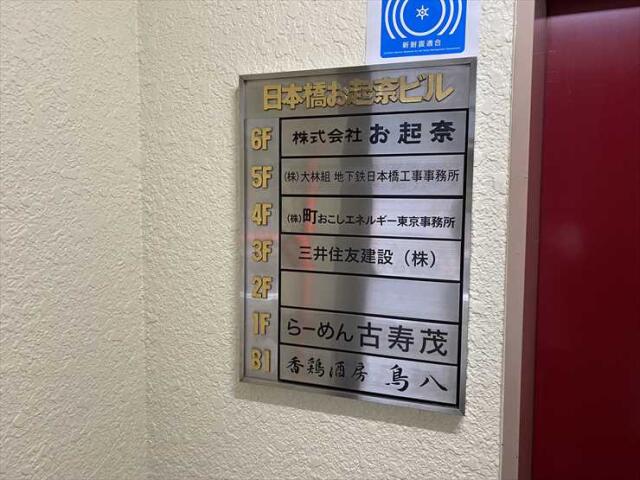 新耐震適合
日本橋お起奈ビル
6F 株式会社 お起奈
5F (株)大林組 地下鉄日本橋工事事務所
4F (株)町おこしエネルギー東京事務所
3F 三井住友建設(株)
2F
1F らーめん 古寿茂
B1 香鶏酒房 鳥八